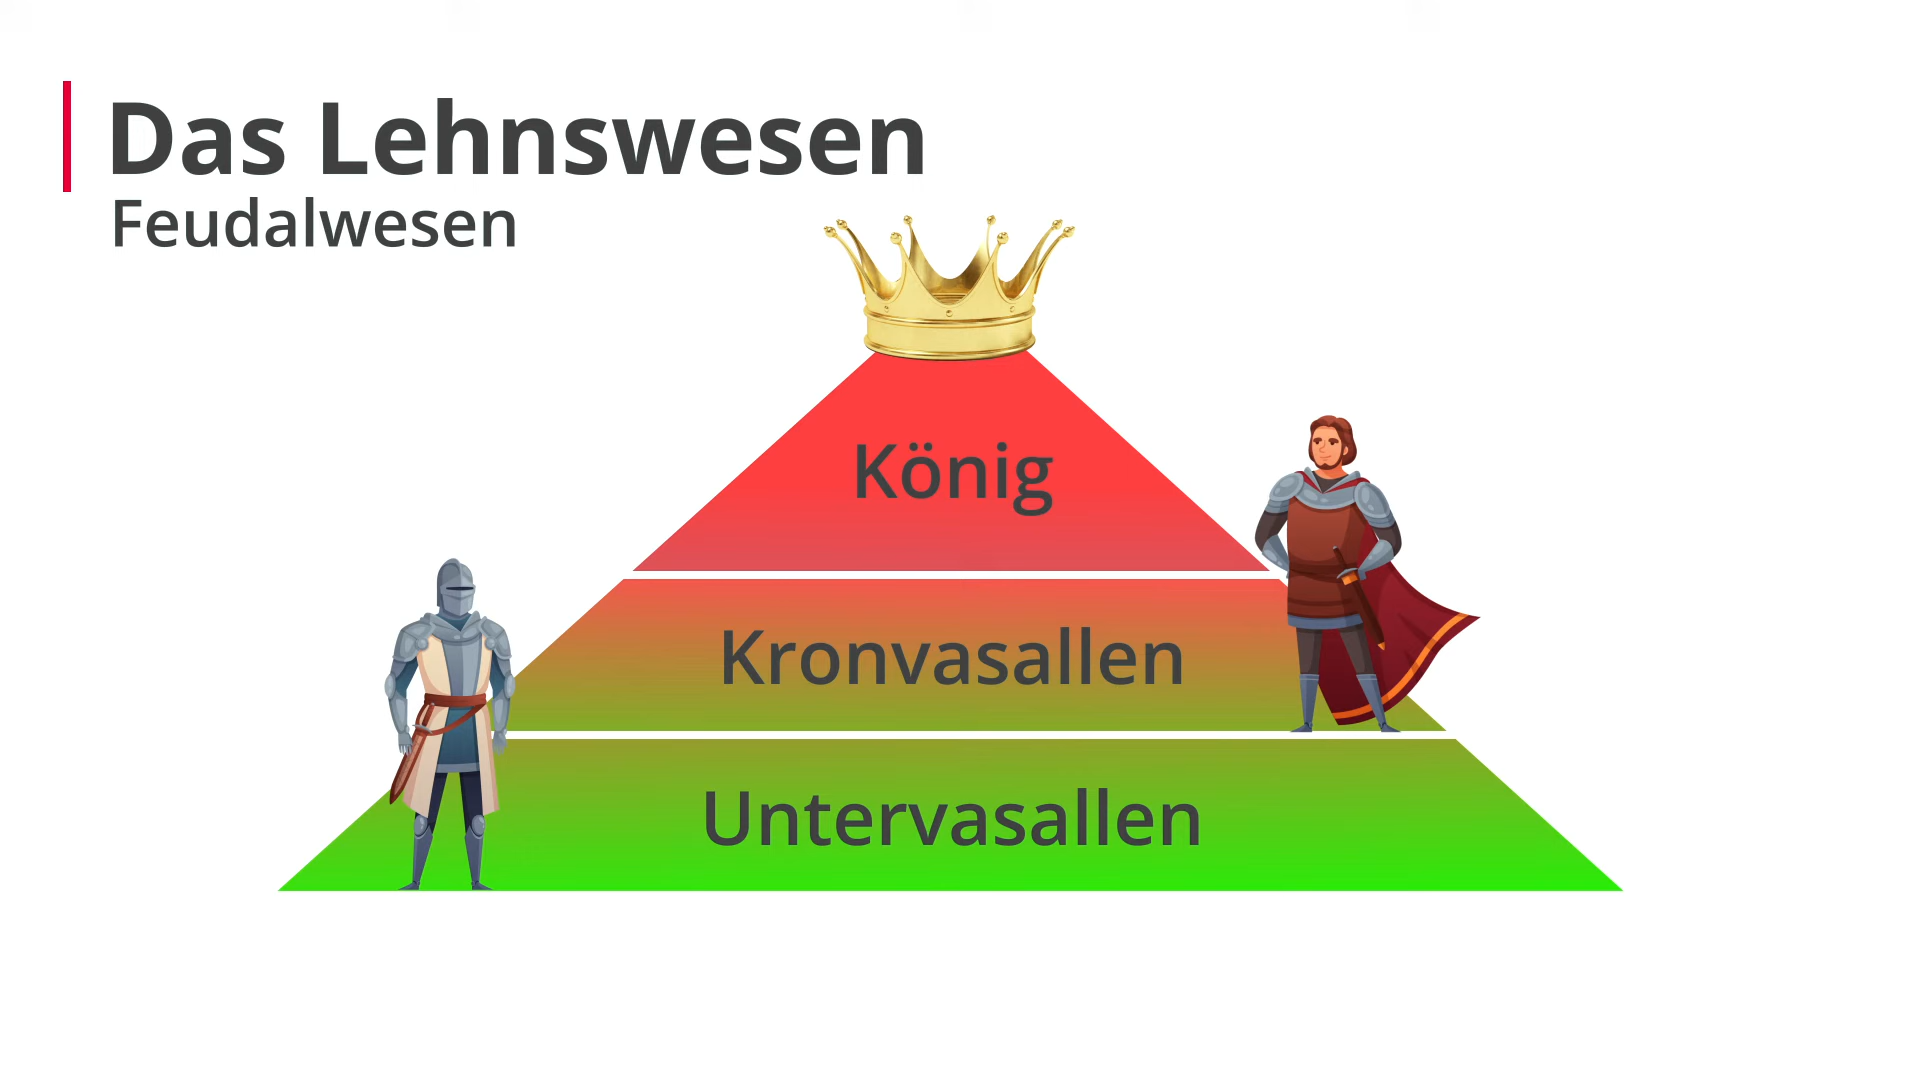 Das Lehnswesen
Feudalwesen
König
Kronvasallen
Untervasallen